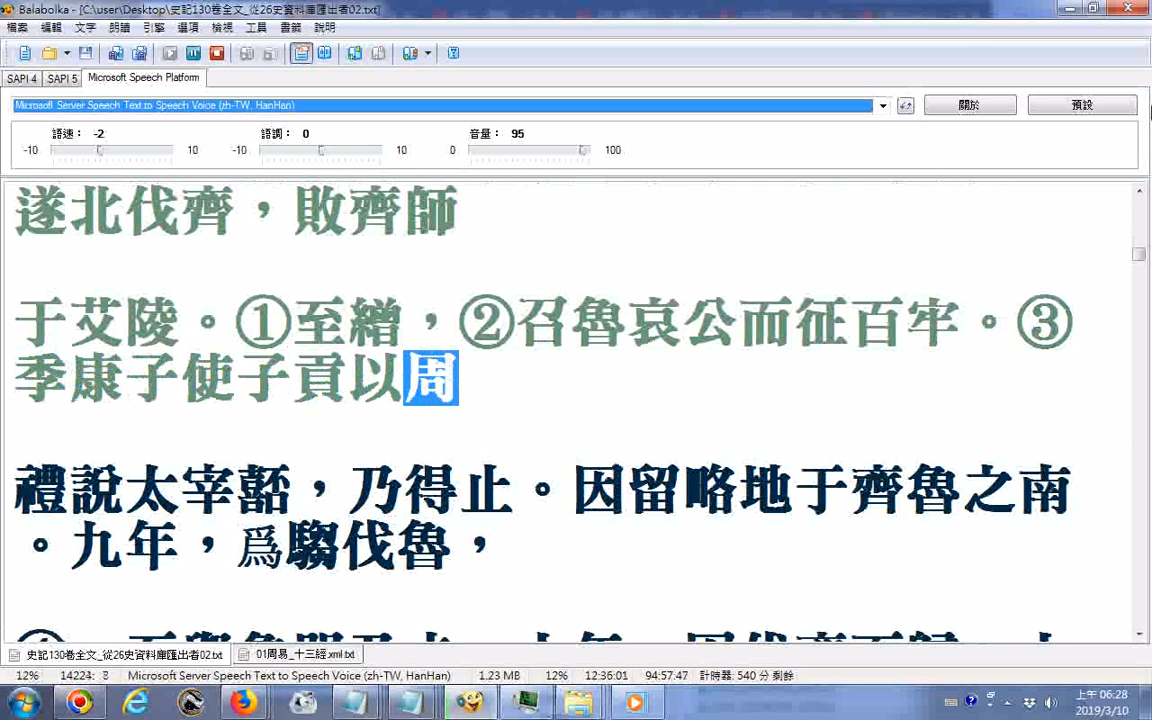 Balabolka - [C:\user\Desktop\史記130卷全文_從26史資料庫匯出者02.txt]
檔案 編輯 文字 朗讀 引擎 選項 檢視 工具 書籤 說明
SAPI 4 SAPI 5 Microsoft Speech Platform
Microsoft Server Speech Text to Speech Voice (zh-TW, HanHan)
關於 預設
語速： -2 語調： 0 音量： 95
-10 10 -10 10 0 100
遂北伐齊，敗齊師
于艾陵。①至繒，②召魯哀公而征百牢。③
季康子使子貢以周
禮說太宰嚭，乃得止。因留略地于齊魯之南
。九年，爲騶伐魯，
史記130卷全文_從26史資料庫匯出者02.txt 01周易_十三經.xml.txt
12% 14224: 8 Microsoft Server Speech Text to Speech Voice (zh-TW, HanHan) 1.23 MB 12% 12:36:01 94:57:47 計時器: 540 分 剩餘
上午 06:28
2019/3/10